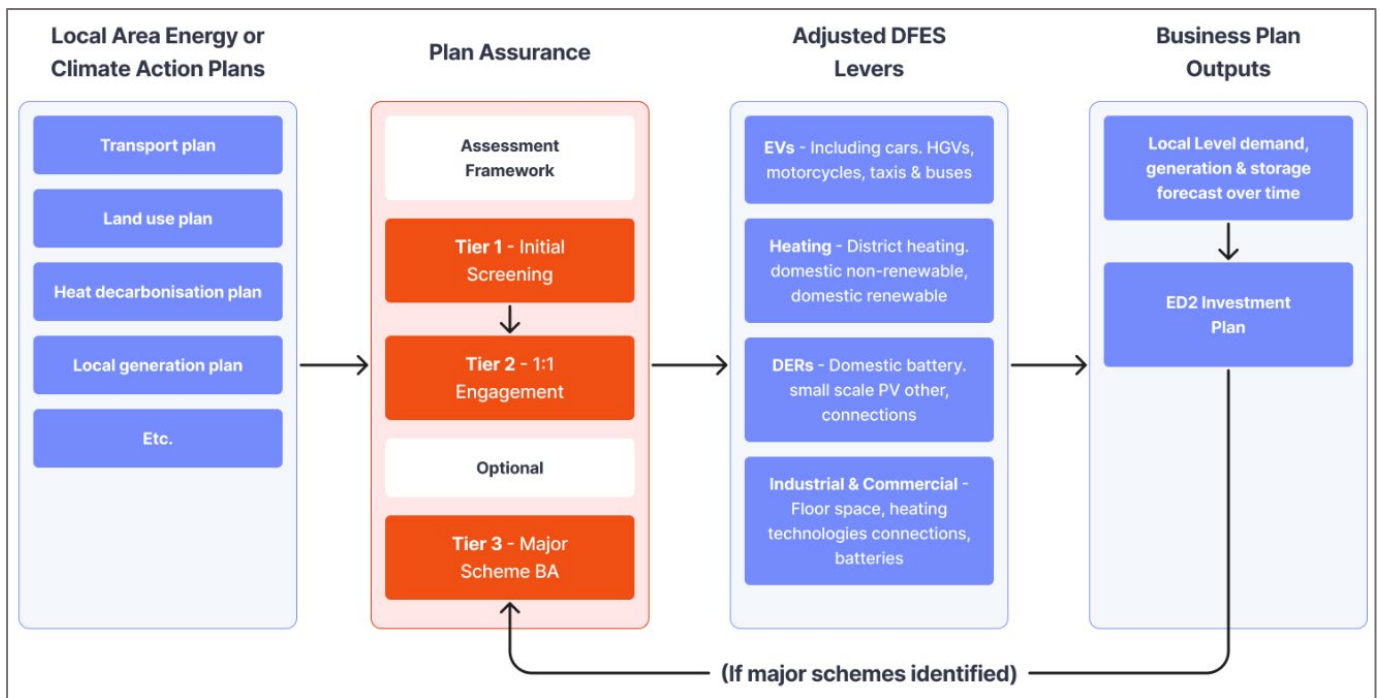 Local Area Energy or
Climate Action Plans
Transport plan
Land use plan
Heat decarbonisation plan
Local generation plan
Etc.
Plan Assurance
Assessment
Framework
Tier 1 - Initial
Screening
Tier 2 - 1:1
Engagement
Optional
Tier 3 - Major
Scheme BA
Adjusted DFES
Levers
EVs - Including cars. HGVs,
motorcycles, taxis & buses
Heating - District heating.
domestic non-renewable,
domestic renewable
DERs - Domestic battery.
small scale PV other,
connections
Industrial & Commercial -
Floor space, heating
technologies connections,
batteries
Business Plan
Outputs
Local Level demand,
generation & storage
forecast over time
ED2 Investment
Plan
(If major schemes identified)